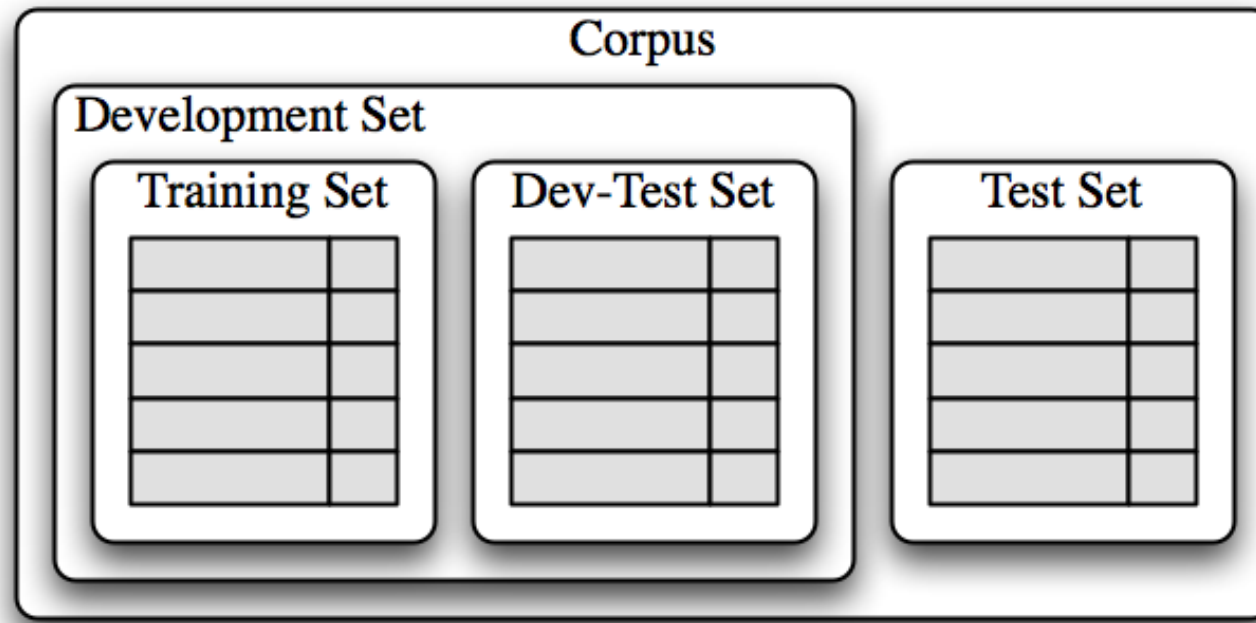 Corpus
Development Set
Training Set
Dev-Test Set
Test Set